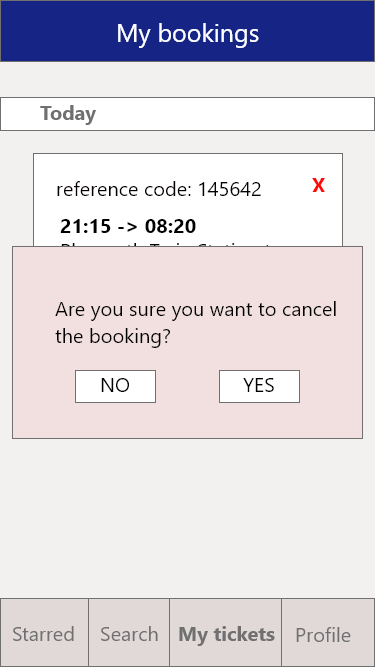 My bookings
Today
reference code: 145642
X
21:15 -> 08:20
Are you sure you want to cancel
the booking?
NO
YES
Starred
Search
My tickets
Profile